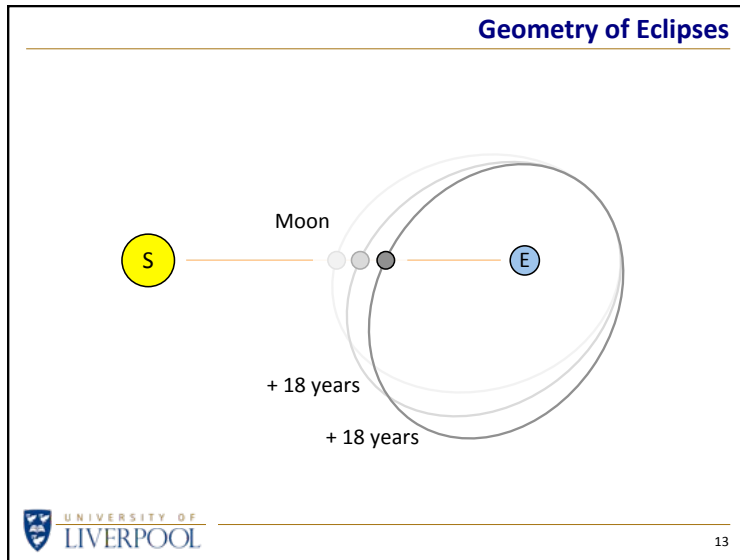 Geometry of Eclipses
Moon
S
E
+ 18 years
+ 18 years
UNIVERSITY OF
LIVERPOOL
13